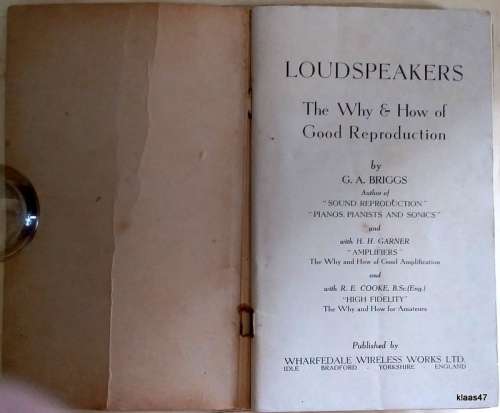 LOUDSPEAKERS
The Why & How of
Good Reproduction
by
G. A. BRIGGS
Author of
"SOUND REPRODUCTION"
"PIANOS, PIANISTS AND SONICS"
and
with H. H. GARNER
"AMPLIFIERS"
The Why and How of Good Amplification
and
with R. E. COOKE, B.Sc.(Eng.)
"HIGH FIDELITY"
The Why and How for Amateurs
Published by
WHARFEDALE WIRELESS WORKS LTD.
IDLE BRADFORD YORKSHIRE ENGLAND
klaas47